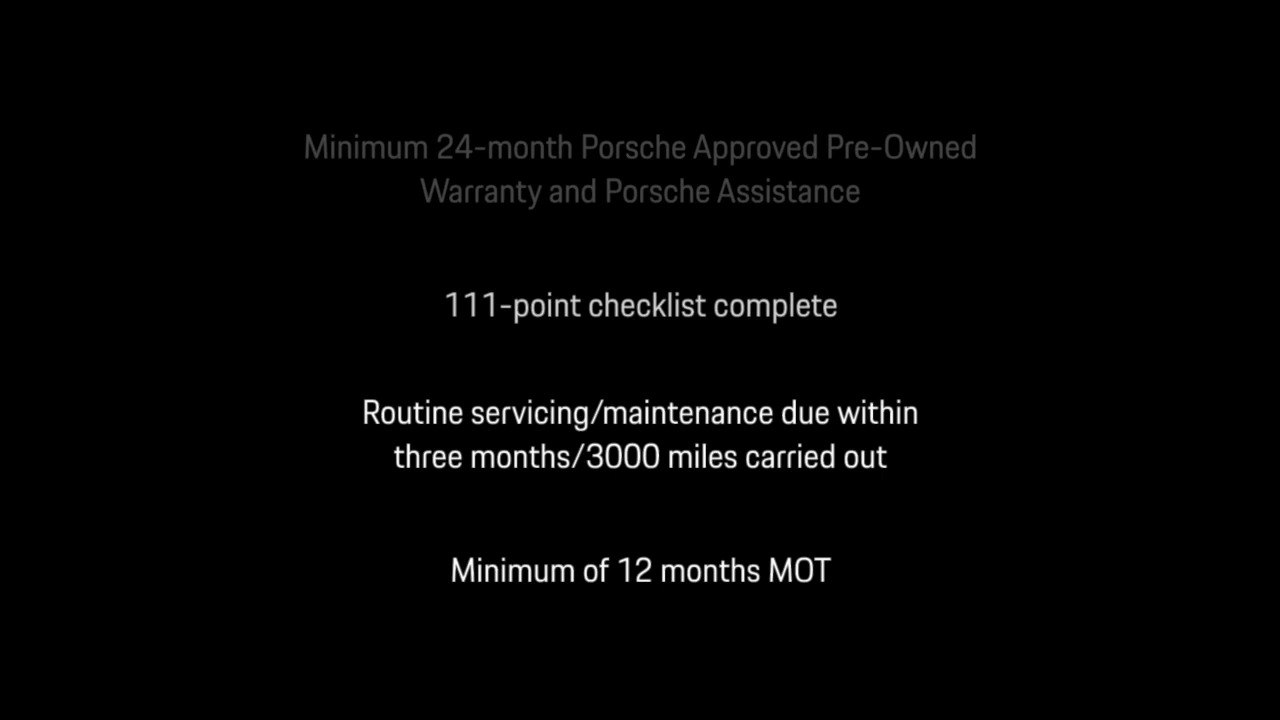 Minimum 24-month Porsche Approved Pre-Owned
Warranty and Porsche Assistance
111-point checklist complete
Routine servicing/maintenance due within
three months/3000 miles carried out
Minimum of 12 months MOT